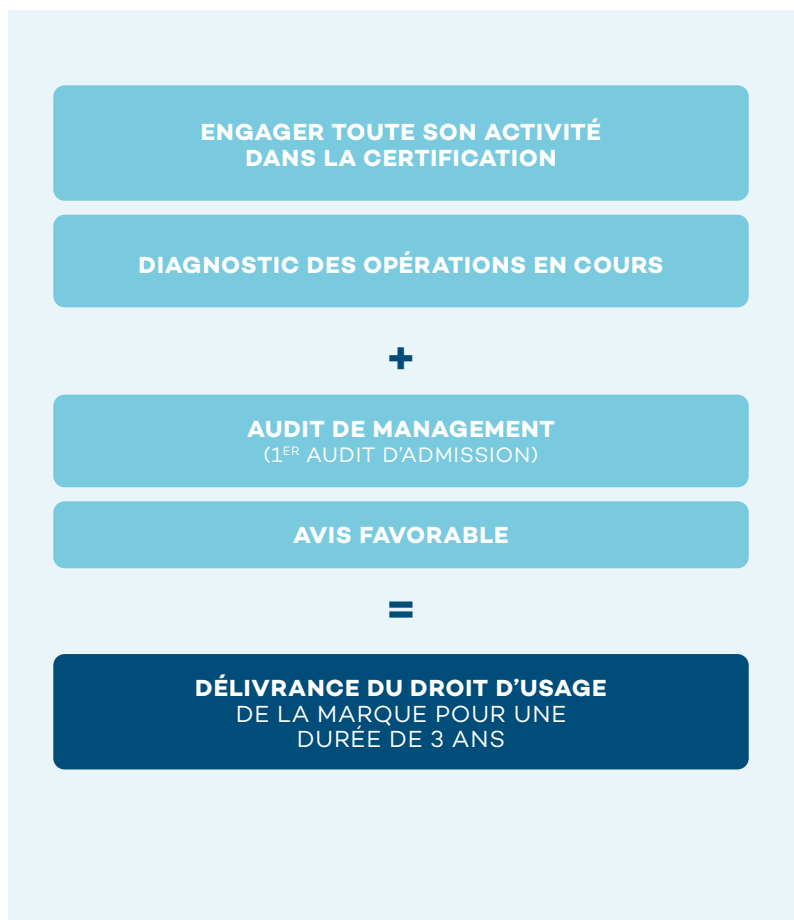 ENGAGER TOUTE SON ACTIVITÉ
DANS LA CERTIFICATION
DIAGNOSTIC DES OPÉRATIONS EN COURS
+
AUDIT DE MANAGEMENT
(1ER AUDIT D'ADMISSION)
AVIS FAVORABLE
=
DÉLIVRANCE DU DROIT D’USAGE
DE LA MARQUE POUR UNE
DURÉE DE 3 ANS